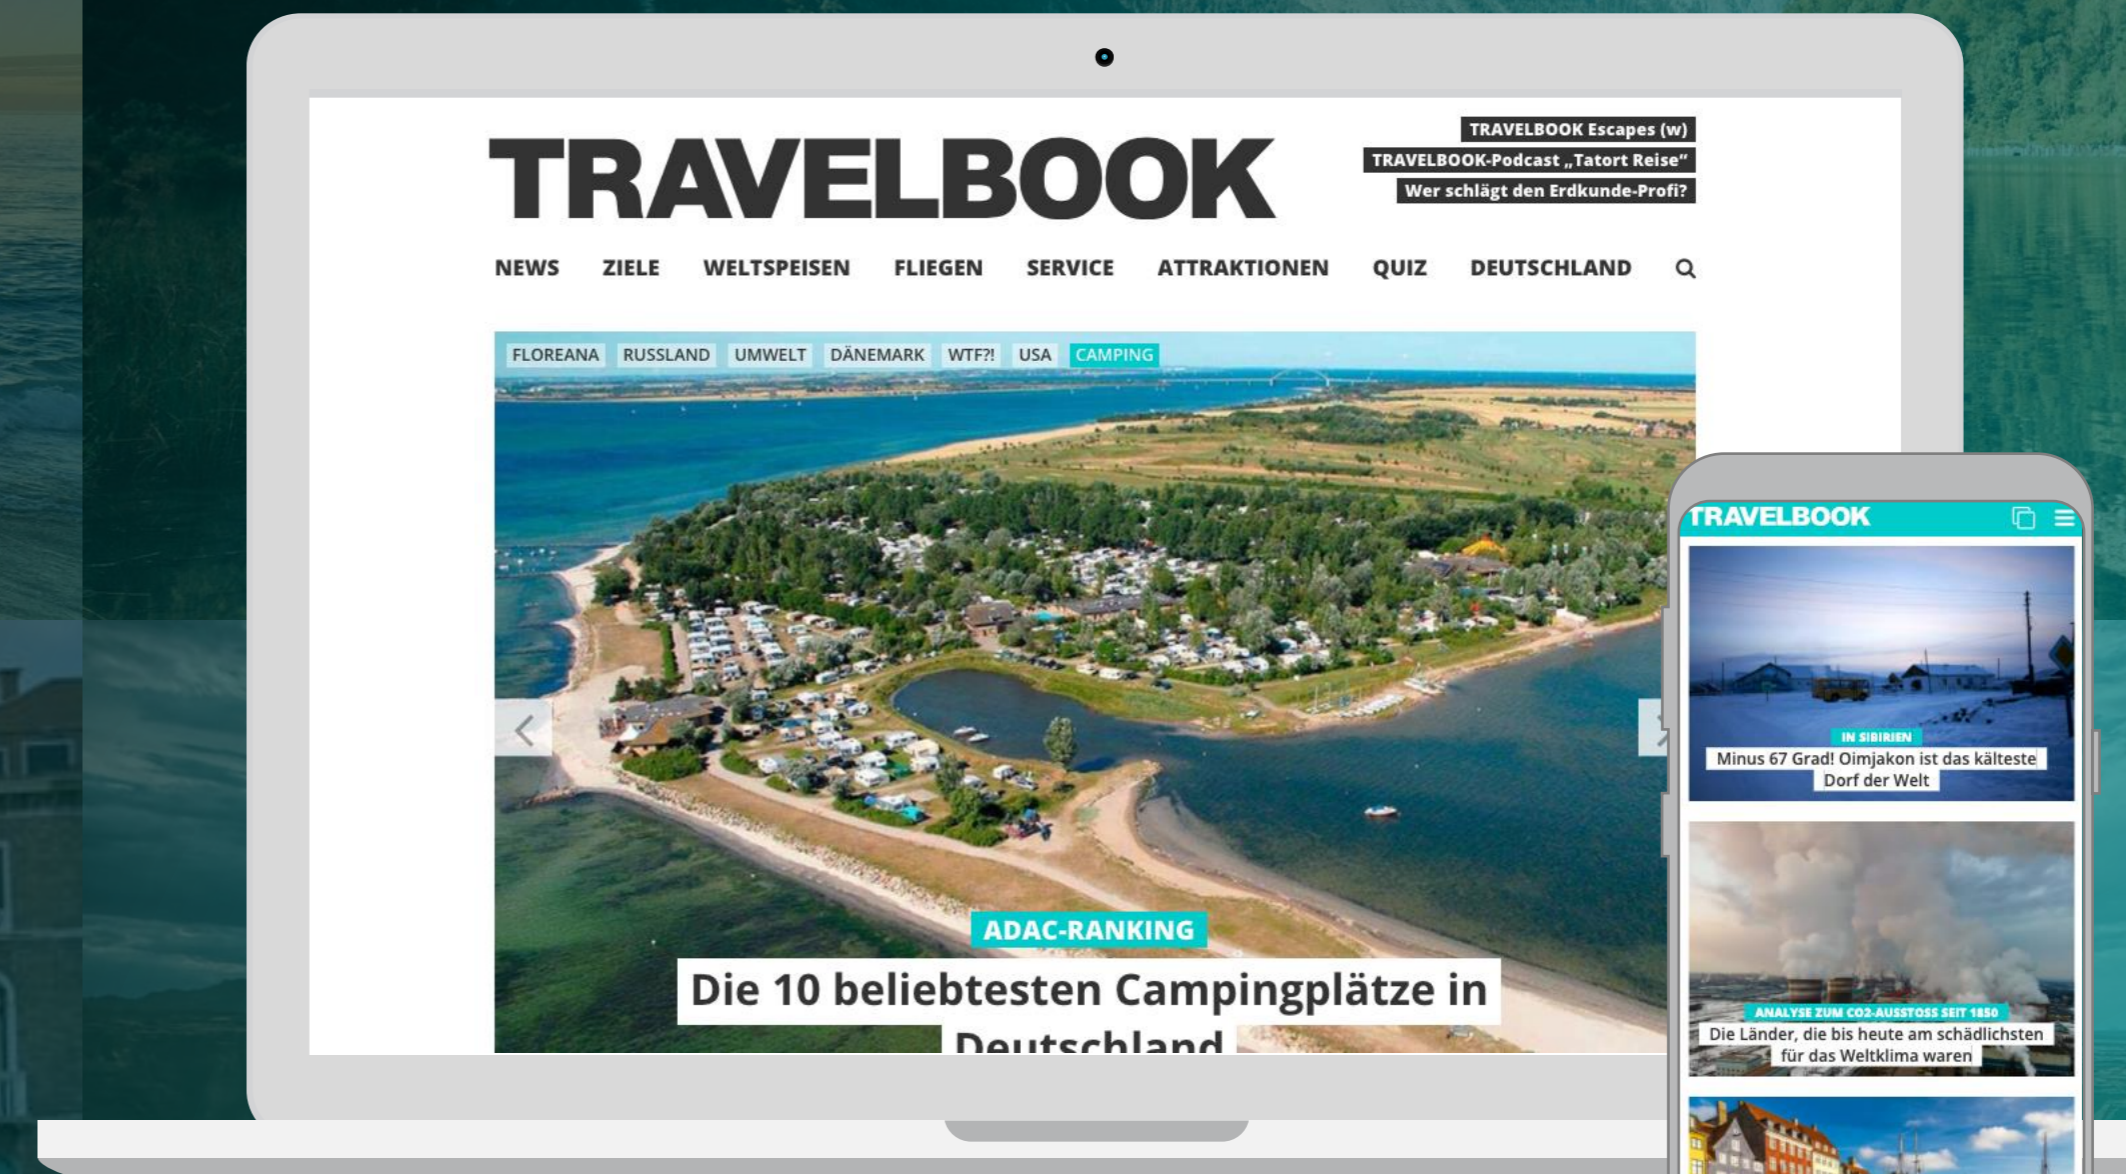 TRAVELBOOK
TRAVELBOOK Escapes (w)
TRAVELBOOK-Podcast „Tatort Reise“
Wer schlägt den Erdkunde-Profi?
NEWS ZIELE WELTSPEISEN FLIEGEN SERVICE ATTRAKTIONEN QUIZ DEUTSCHLAND
FLOREANA RUSSLAND UMWELT DÄNEMARK WTF?! USA CAMPING
ADAC-RANKING
Die 10 beliebtesten Campingplätze in
Deutschland
TRAVELBOOK
IN SIBIRIEN
Minus 67 Grad! Oimjakon ist das kälteste
Dorf der Welt
ANALYSE ZUM CO2-AUSSTOSS SEIT 1850
Die Länder, die bis heute am schädlichsten
für das Weltklima waren